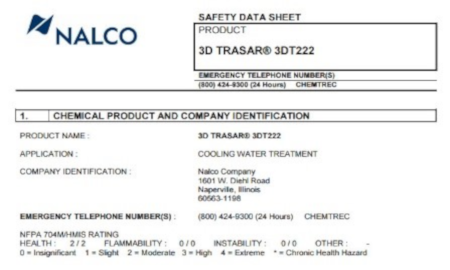 NALCO
SAFETY DATA SHEET
PRODUCT
3D TRASAR® 3DT222
EMERGENCY TELEPHONE NUMBER(S)
(800) 424-9300 (24 Hours) CHEMTREC
1. CHEMICAL PRODUCT AND COMPANY IDENTIFICATION
PRODUCT NAME : 3D TRASAR® 3DT222
APPLICATION : COOLING WATER TREATMENT
COMPANY IDENTIFICATION : Nalco Company
1601 W. Diehl Road
Naperville, Illinois
60563-1198
EMERGENCY TELEPHONE NUMBER(S) : (800) 424-9300 (24 Hours) CHEMTREC
NFPA 704M/HMIS RATING
HEALTH : 2 / 2 FLAMMABILITY : 0 / 0 INSTABILITY : 0 / 0 OTHER : -
0 = Insignificant 1 = Slight 2 = Moderate 3 = High 4 = Extreme * = Chronic Health Hazard